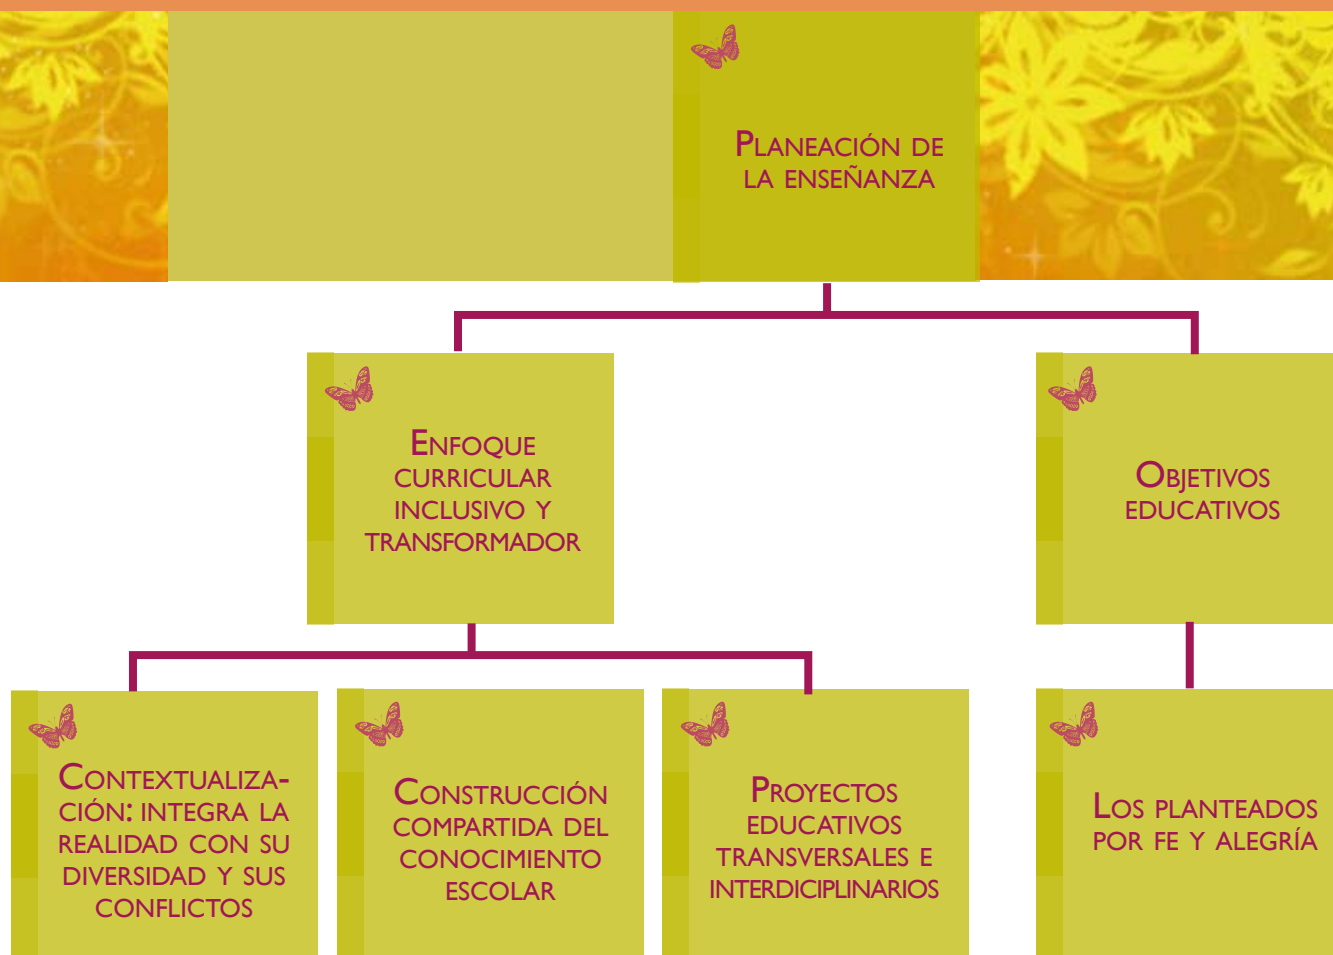 Planeación de
la enseñanza
Enfoque
curricular
inclusivo y
transformador
Objetivos
educativos
Contextualiza-
ción: integra la
realidad con su
diversidad y sus
conflictos
Construcción
compartida del
conocimiento
escolar
Proyectos
educativos
transversales e
interdiciplinarios
Los planteados
por fe y alegría